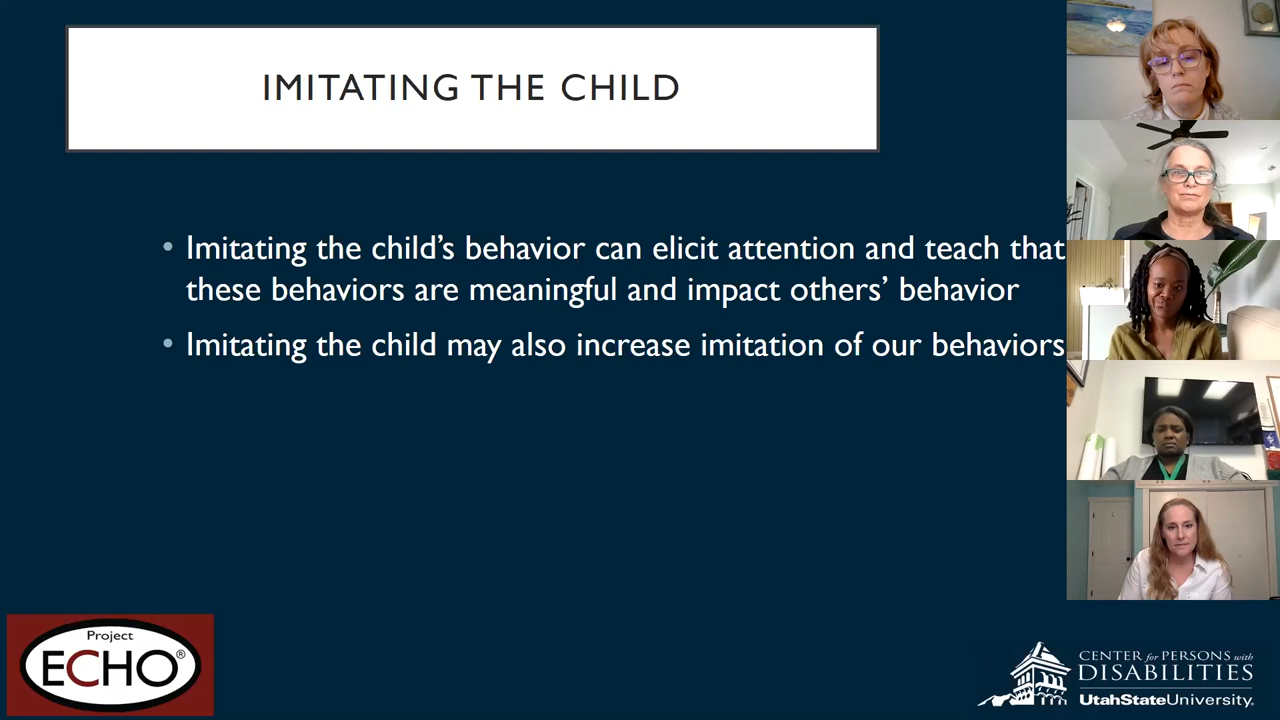 IMITATING THE CHILD
• Imitating the child’s behavior can elicit attention and teach that
these behaviors are meaningful and impact others’ behavior
• Imitating the child may also increase imitation of our behaviors
Project
ECHO®
CENTER for PERSONS with
DISABILITIES
UtahStateUniversity.